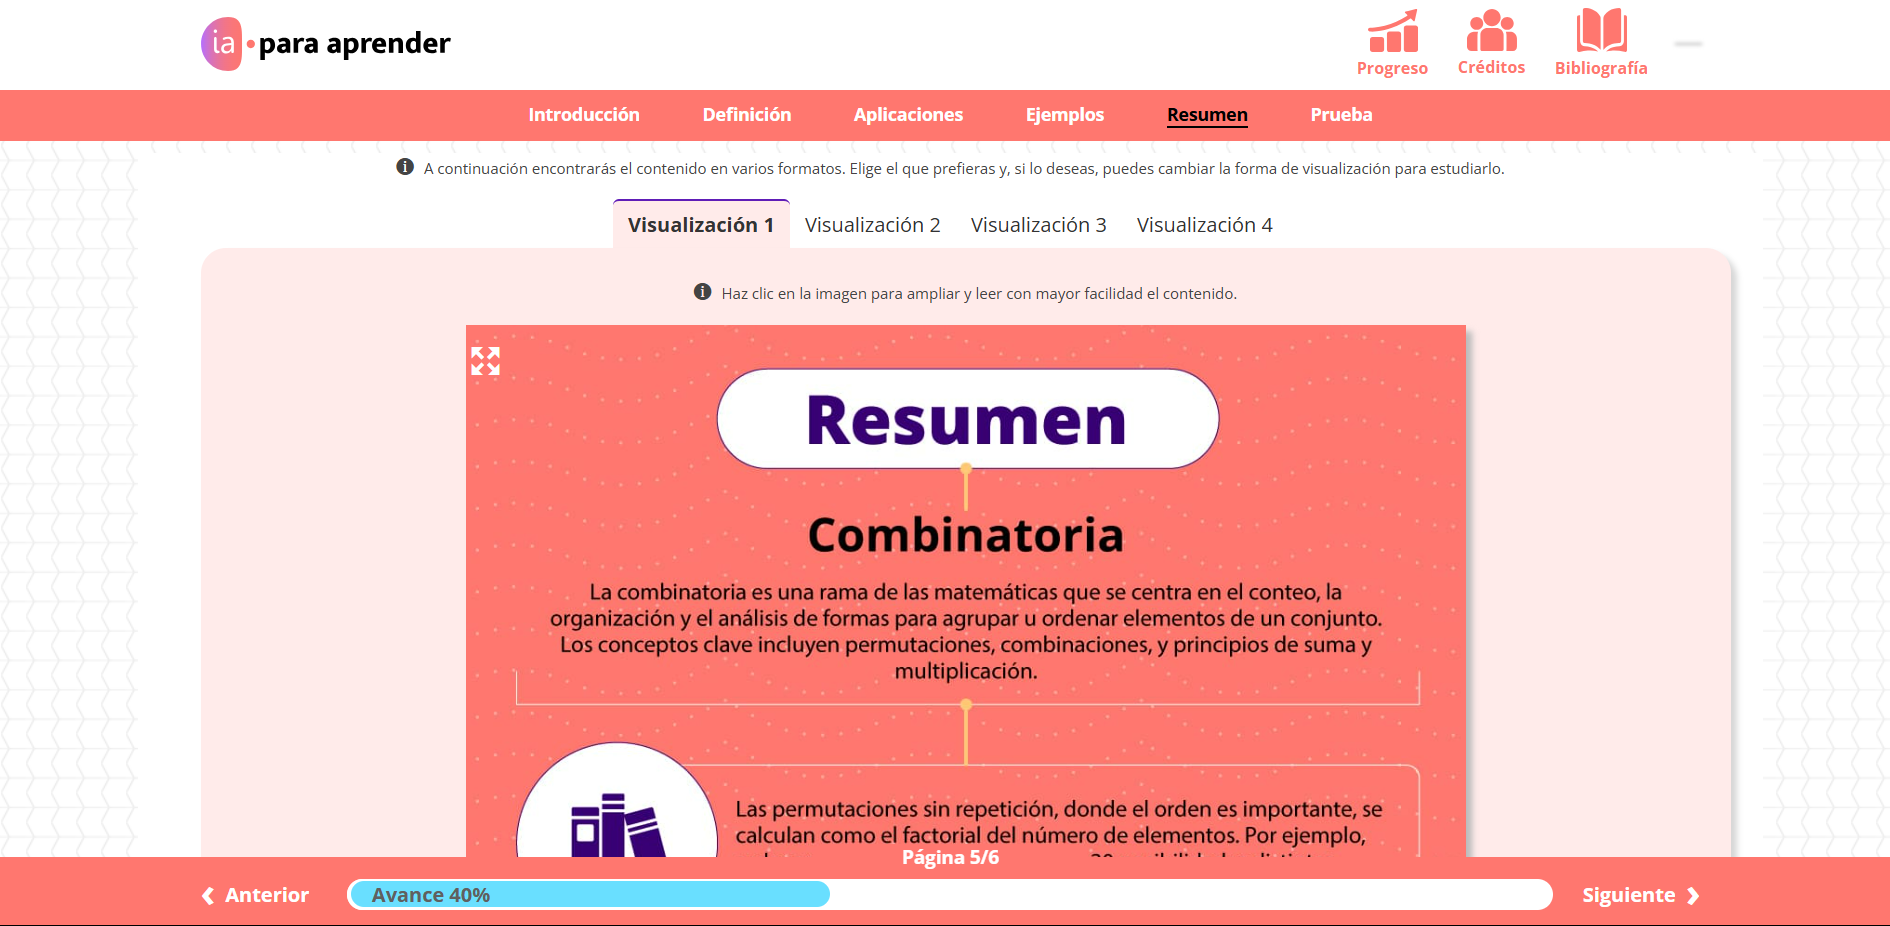 ia para aprender
Progreso
Créditos
Bibliografía
Introducción
Definición
Aplicaciones
Ejemplos
Resumen
Prueba
A continuación encontrarás el contenido en varios formatos. Elige el que prefieras y, si lo deseas, puedes cambiar la forma de visualización para estudiarlo.
Visualización 1
Visualización 2
Visualización 3
Visualización 4
Haz clic en la imagen para ampliar y leer con mayor facilidad el contenido.
Resumen
Combinatoria
La combinatoria es una rama de las matemáticas que se centra en el conteo, la
organización y el análisis de formas para agrupar u ordenar elementos de un conjunto.
Los conceptos clave incluyen permutaciones, combinaciones, y principios de suma y
multiplicación.
Las permutaciones sin repetición, donde el orden es importante, se
calculan como el factorial del número de elementos. Por ejemplo,
Página 5/6
Anterior
Avance 40%
Siguiente